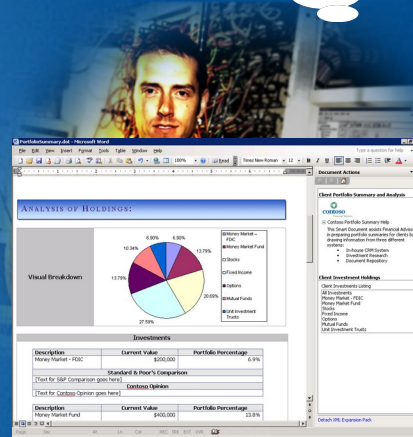 PortfolioSummary.dot - Microsoft Word
File Edit View Insert Format Tools Table Window Help
Type a question for help
100% Read Times New Roman 12 B I U
Document Actions
ANALYSIS OF HOLDINGS:
Visual Breakdown
6.90% 6.90%
10.34% 13.79%
13.79%
20.69%
27.59%
Money Market – FDIC
Money Market Fund
Stocks
Fixed Income
Options
Mutual Funds
Unit Investment Trusts
Investments
Description Current Value Portfolio Percentage
Money Market - FDIC $200,000 6.9%
Standard & Poor's Comparison
[Text for S&P Comparison goes here]
Contoso Opinion
[Text for Contoso Opinion goes here]
Description Current Value Portfolio Percentage
Money Market Fund $400,000 13.8%
Client Portfolio Summary and Analysis
contoso
Contoso Portfolio Summary Help
This Smart Document assists Financial Advisor
in preparing portfolio summaries for clients by
drawing information from three different
systems:
In-house CRM System
Investment Research
Document Repository
Client Investment Holdings
Client Investments Listing
All Investments
Money Market - FDIC
Money Market Fund
Stocks
Fixed Income
Options
Mutual Funds
Unit Investment Trusts
Detach XML Expansion Pack
Page Sec At Ln Col REC TRK EXT OVR